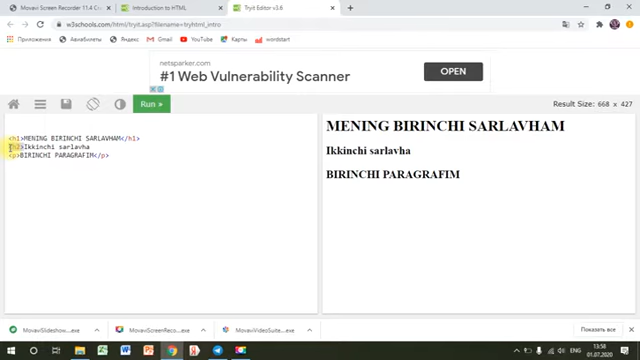 Movavi Screen Recorder 11.4 Co
Introduction to HTML
Tryit Editor v3.6
w3schools.com/html/tryit.asp?filename=tryhtml_intro
Приложения
Авиабилеты
Яндекс
Gmail
YouTube
Карты
wordstart
netsparker.com
#1 Web Vulnerability Scanner
OPEN
Run »
Result Size: 668 x 427
<h1>MENING BIRINCHI SARLAVHAM</h1>
<h2>Ikkinchi sarlavha
<p>BIRINCHI PARAGRAFIM</p>
MENING BIRINCHI SARLAVHAM
Ikkinchi sarlavha
BIRINCHI PARAGRAFIM
MovaviSlideshow....exe
MovaviScreenRecor....exe
MovaviVideoSuite....exe
Показать все
ENG
13:58
01.07.2020